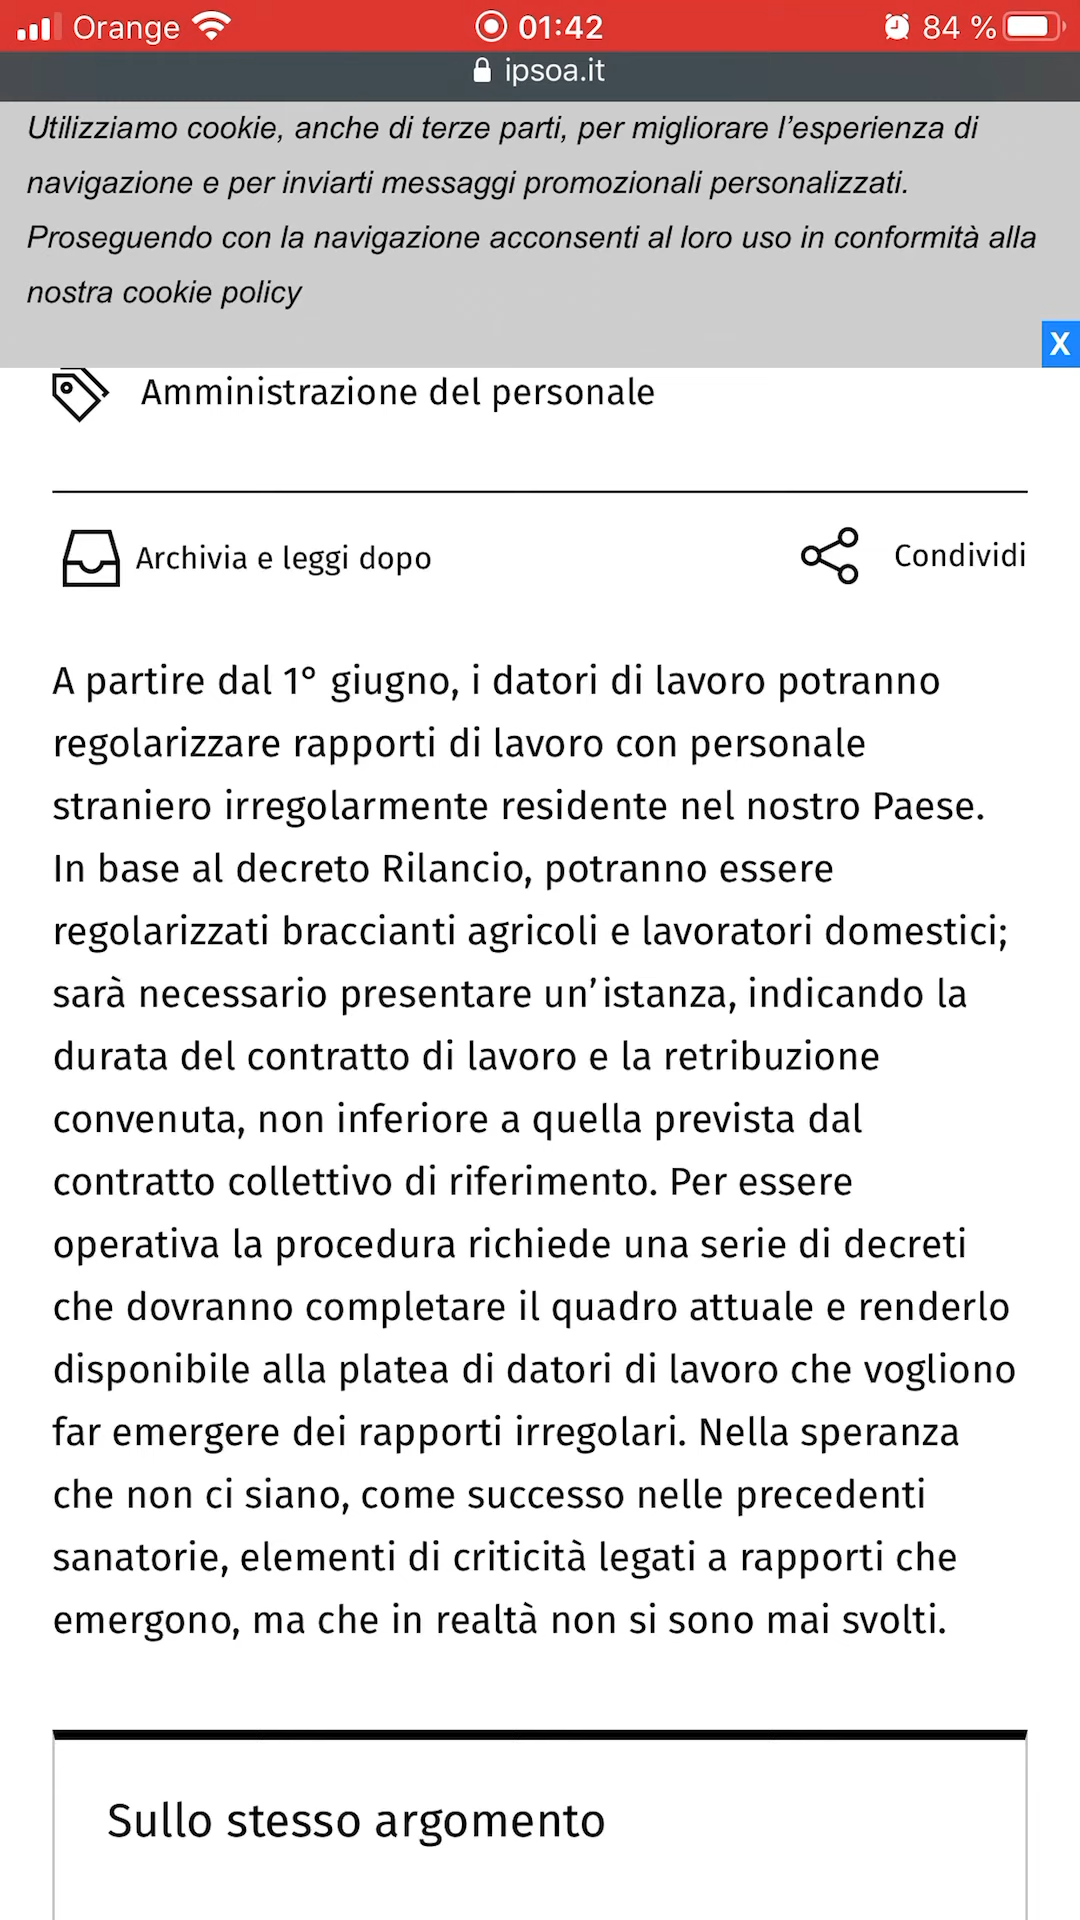 Orange 01:42 84 %
ipsoa.it
Utilizziamo cookie, anche di terze parti, per migliorare l’esperienza di
navigazione e per inviarti messaggi promozionali personalizzati.
Proseguendo con la navigazione acconsenti al loro uso in conformità alla
nostra cookie policy
X
Amministrazione del personale
Archivia e leggi dopo
Condividi
A partire dal 1° giugno, i datori di lavoro potranno
regolarizzare rapporti di lavoro con personale
straniero irregolarmente residente nel nostro Paese.
In base al decreto Rilancio, potranno essere
regolarizzati braccianti agricoli e lavoratori domestici;
sarà necessario presentare un’istanza, indicando la
durata del contratto di lavoro e la retribuzione
convenuta, non inferiore a quella prevista dal
contratto collettivo di riferimento. Per essere
operativa la procedura richiede una serie di decreti
che dovranno completare il quadro attuale e renderlo
disponibile alla platea di datori di lavoro che vogliono
far emergere dei rapporti irregolari. Nella speranza
che non ci siano, come successo nelle precedenti
sanatorie, elementi di criticità legati a rapporti che
emergono, ma che in realtà non si sono mai svolti.
Sullo stesso argomento